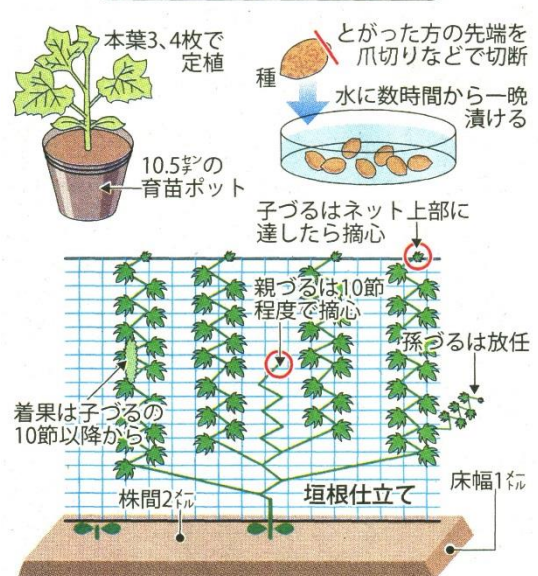 本葉3、4枚で
定植
10.5センチの
育苗ポット
とがった方の先端を
爪切りなどで切断
種
水に数時間から一晩
漬ける
子づるはネット上部に
達したら摘心
親づるは10節
程度で摘心
孫づるは放任
着果は子づるの
10節以降から
株間2メートル
垣根仕立て
床幅1メートル